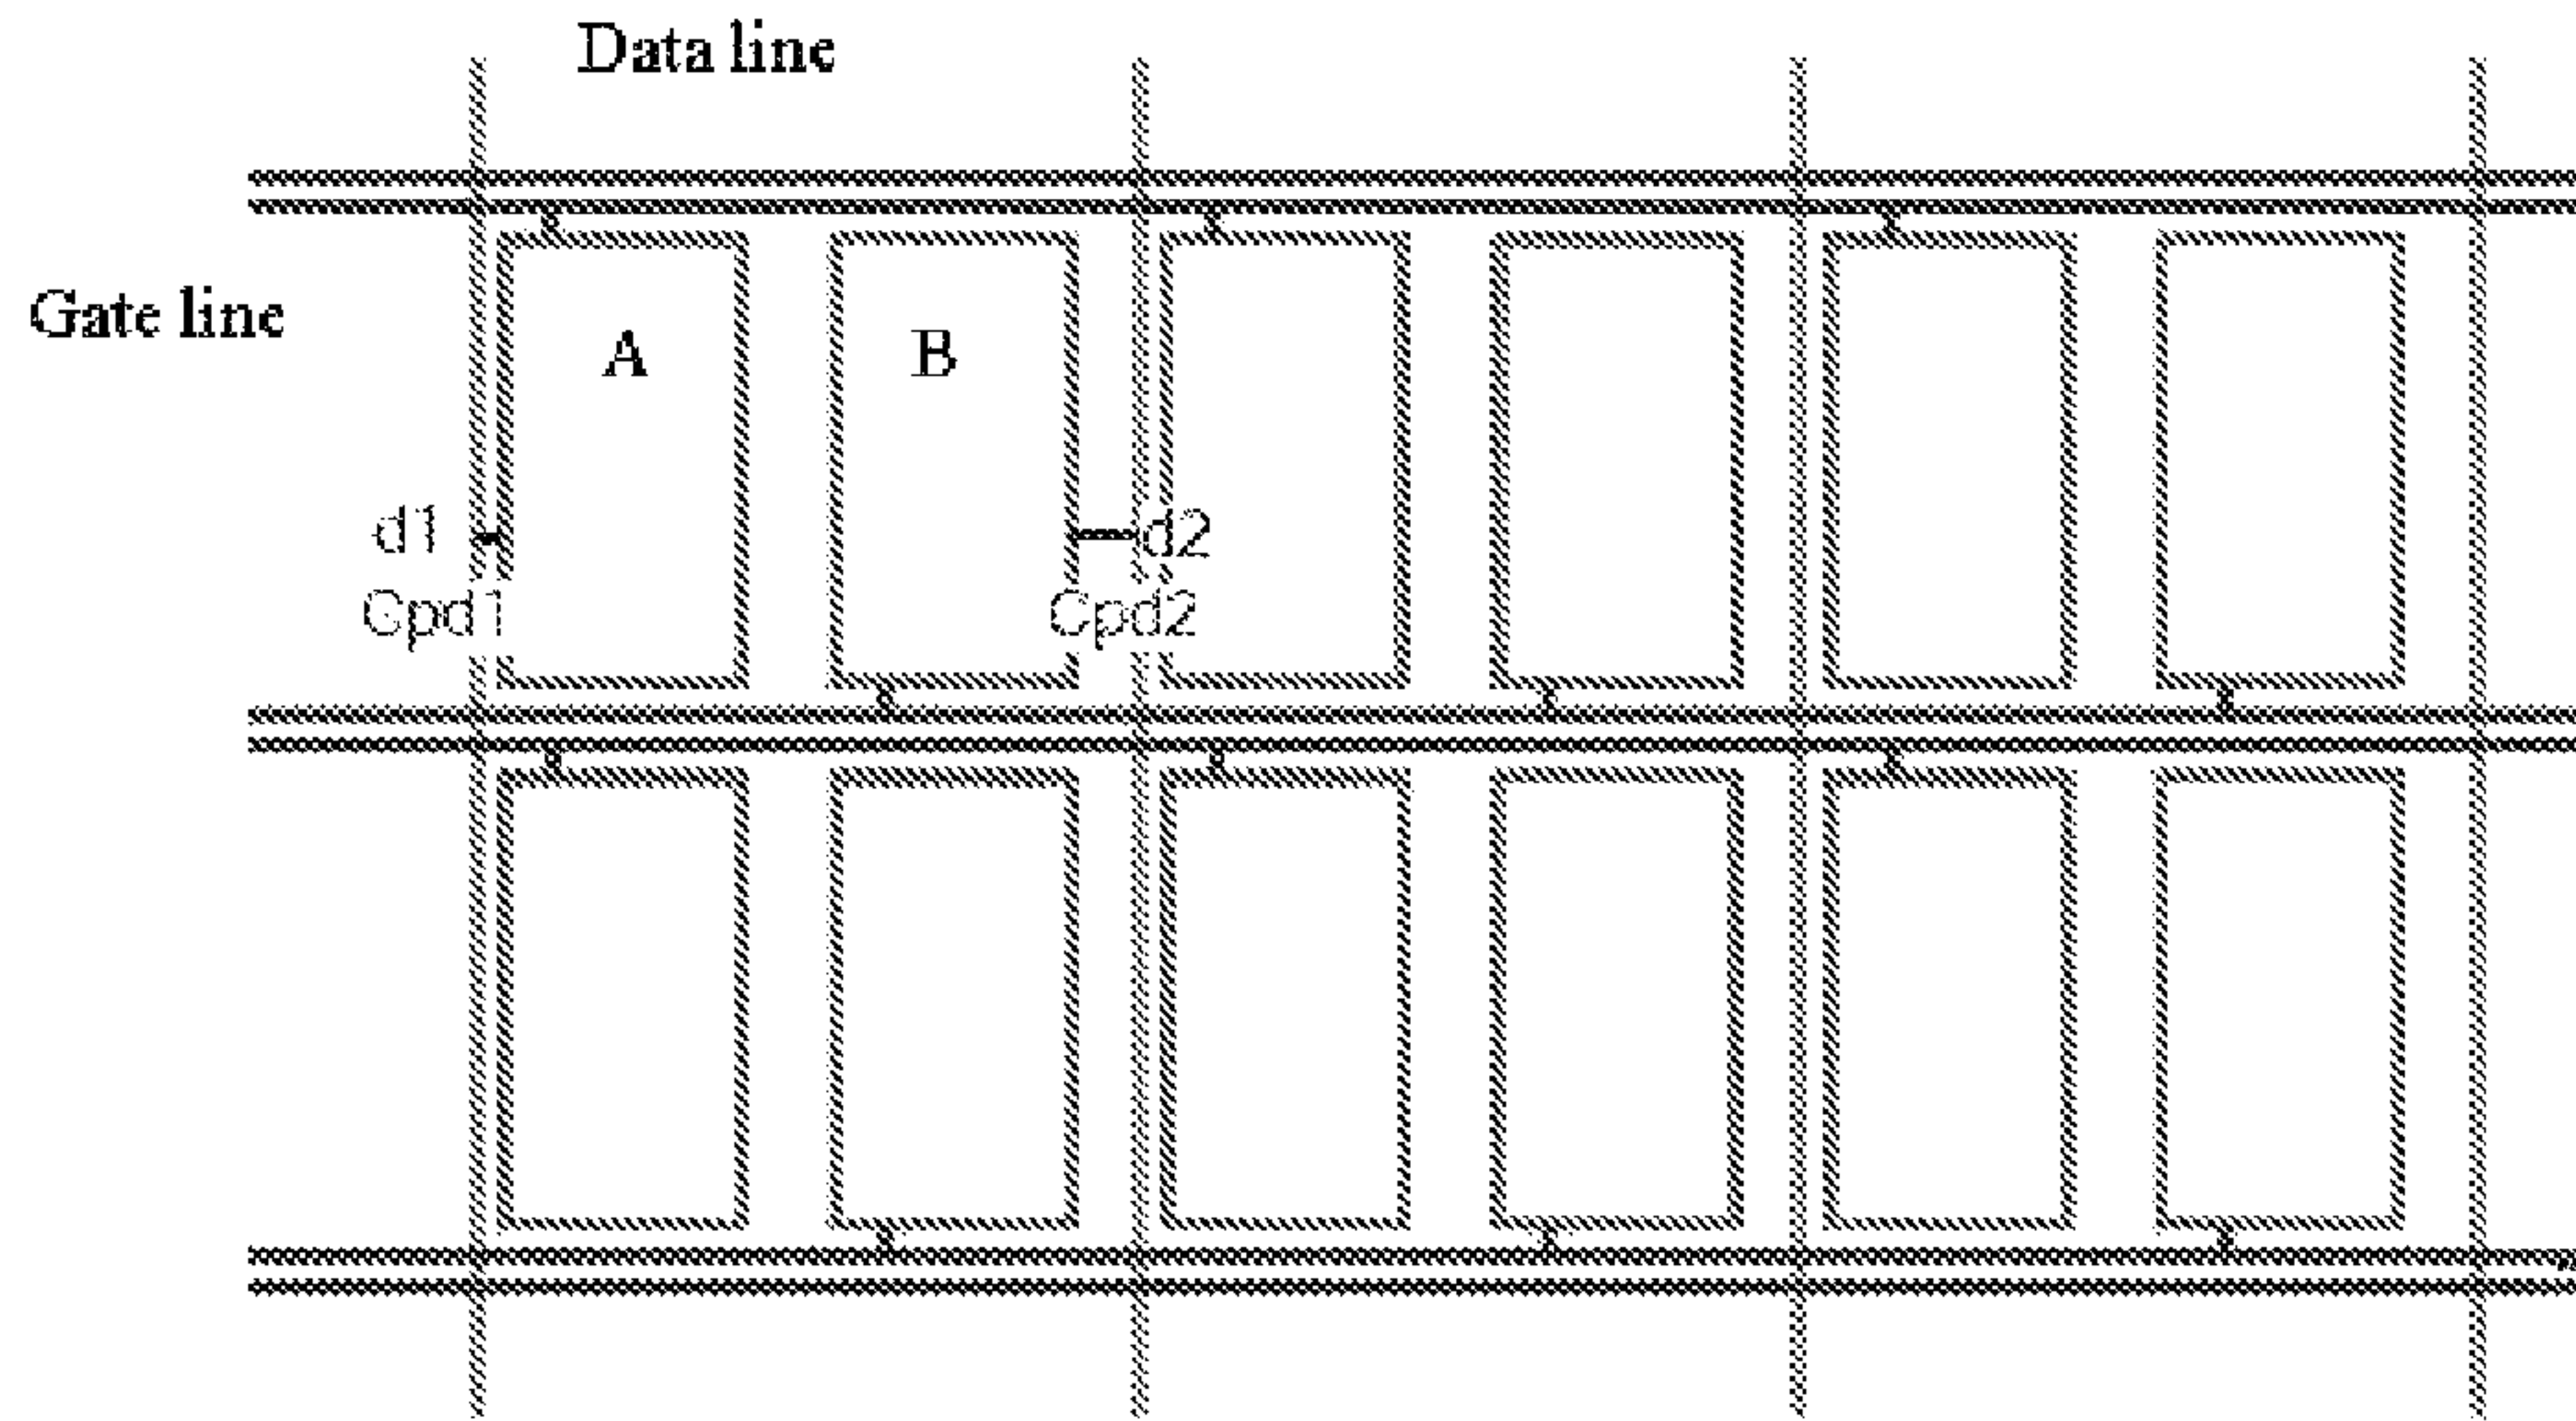 Data line
Gate line
A
B
d1
d2
Cpd1
Cpd2